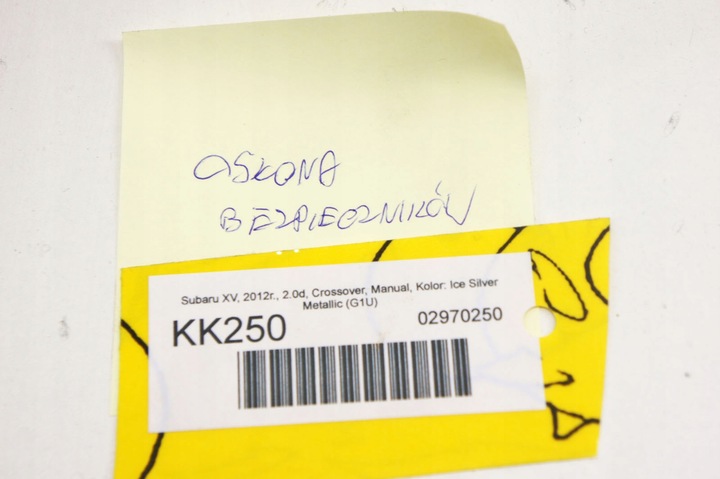 OSŁONA
BEZPIECZNIKÓW
Subaru XV, 2012r., 2.0d, Crossover, Manual, Kolor: Ice Silver
Metallic (G1U)
KK250
02970250